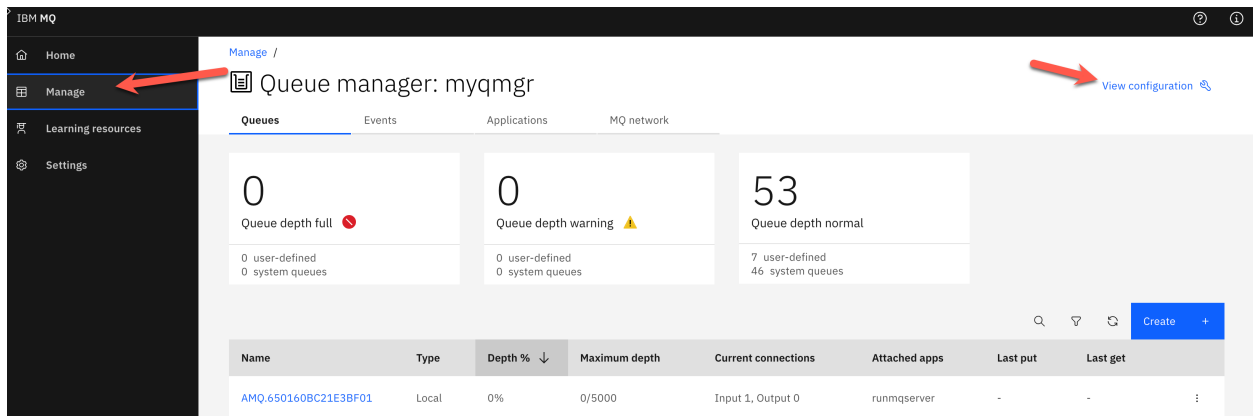 IBM MQ
Home
Manage
Learning resources
Settings
Manage /
Queue manager: myqmgr
View configuration
Queues Events Applications MQ network
0
Queue depth full
0 user-defined
0 system queues
0
Queue depth warning
0 user-defined
0 system queues
53
Queue depth normal
7 user-defined
46 system queues
Create +
Name Type Depth % Maximum depth Current connections Attached apps Last put Last get
AMQ.650160BC21E3BF01 Local 0% 0/5000 Input 1, Output 0 runmqserver - -